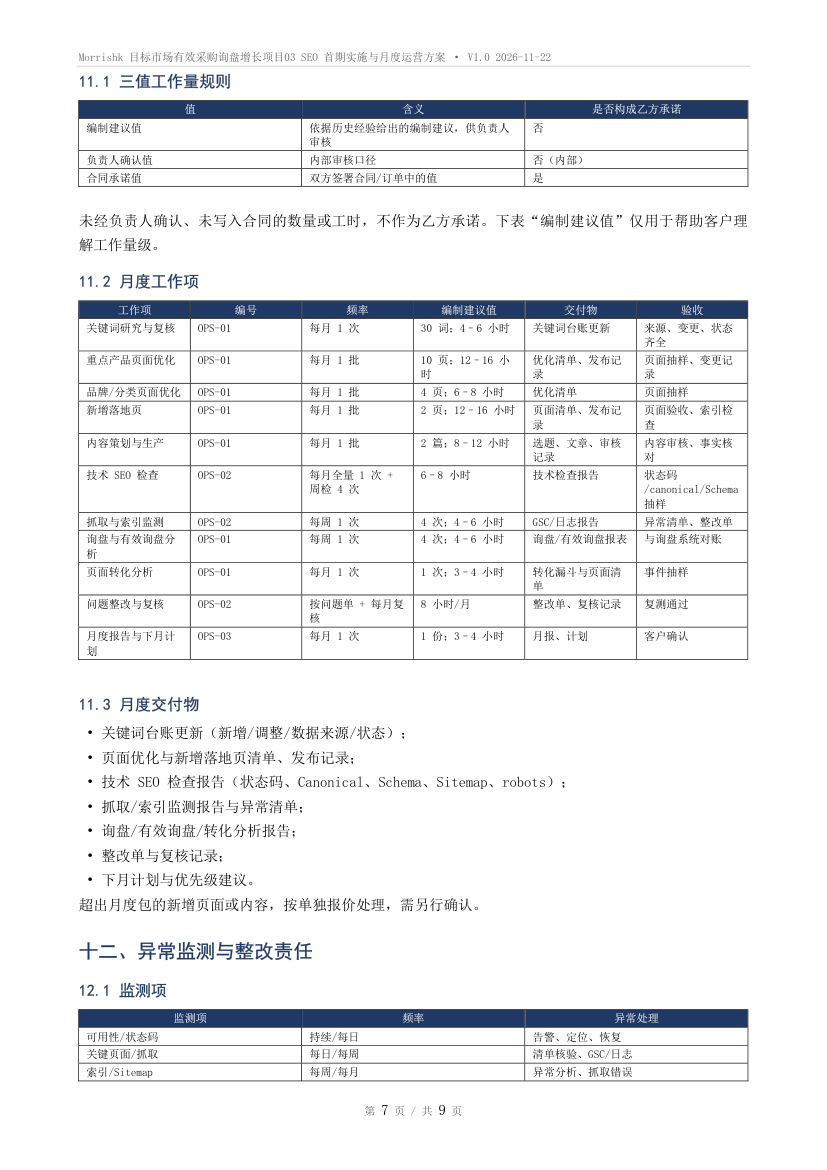 Morrishk 目标市场有效采购询盘增长项目03 SEO 首期实施与月度运营方案 • V1.0 2026-11-22
11.1 三值工作量规则
值 含义 是否构成乙方承诺
编制建议值 依据历史经验给出的编制建议，供负责人 否
审核
负责人确认值 内部审核口径 否（内部）
合同承诺值 双方签署合同/订单中的值 是
未经负责人确认、未写入合同的数量或工时，不作为乙方承诺。下表“编制建议值”仅用于帮助客户理
解工作量级。
11.2 月度工作项
工作项 编号 频率 编制建议值 交付物 验收
关键词研究与复核 OPS-01 每月 1 次 30 词；4–6 小时 关键词台账更新 来源、变更、状态
齐全
重点产品页面优化 OPS-01 每月 1 批 10 页；12–16 小 优化清单、发布记 页面抽样、变更记
时 录 录
品牌/分类页面优化 OPS-01 每月 1 批 4 页；6–8 小时 优化清单 页面抽样
新增落地页 OPS-01 每月 1 批 2 页；12–16 小时 页面清单、发布记 页面验收、索引检
录 查
内容策划与生产 OPS-01 每月 1 批 2 篇；8–12 小时 选题、文章、审核 内容审核、事实核
记录 对
技术 SEO 检查 OPS-02 每月全量 1 次 + 6–8 小时 技术检查报告 状态码
周检 4 次 /canonical/Schema
抽样
抓取与索引监测 OPS-02 每周 1 次 4 次；4–6 小时 GSC/日志报告 异常清单、整改单
询盘与有效询盘分 OPS-01 每周 1 次 4 次；4–6 小时 询盘/有效询盘报表 与询盘系统对账
析
页面转化分析 OPS-01 每月 1 次 1 次；3–4 小时 转化漏斗与页面清 事件抽样
单
问题整改与复核 OPS-02 按问题单 + 每月复 8 小时/月 整改单、复核记录 复测通过
核
月度报告与下月计 OPS-03 每月 1 次 1 份；3–4 小时 月报、计划 客户确认
划
11.3 月度交付物
• 关键词台账更新（新增/调整/数据来源/状态）；
• 页面优化与新增落地页清单、发布记录；
• 技术 SEO 检查报告（状态码、Canonical、Schema、Sitemap、robots）；
• 抓取/索引监测报告与异常清单；
• 询盘/有效询盘/转化分析报告；
• 整改单与复核记录；
• 下月计划与优先级建议。
超出月度包的新增页面或内容，按单独报价处理，需另行确认。
十二、异常监测与整改责任
12.1 监测项
监测项 频率 异常处理
可用性/状态码 持续/每日 告警、定位、恢复
关键页面/抓取 每日/每周 清单核验、GSC/日志
索引/Sitemap 每周/每月 异常分析、抓取错误
第 7 页 / 共 9 页